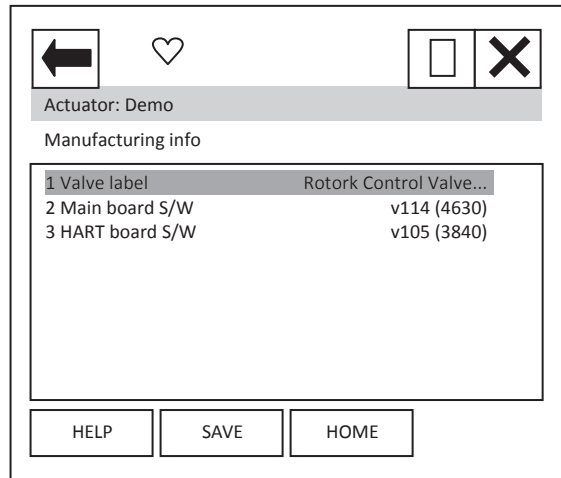 Actuator: Demo
Manufacturing info
1 Valve label Rotork Control Valve...
2 Main board S/W v114 (4630)
3 HART board S/W v105 (3840)
HELP SAVE HOME